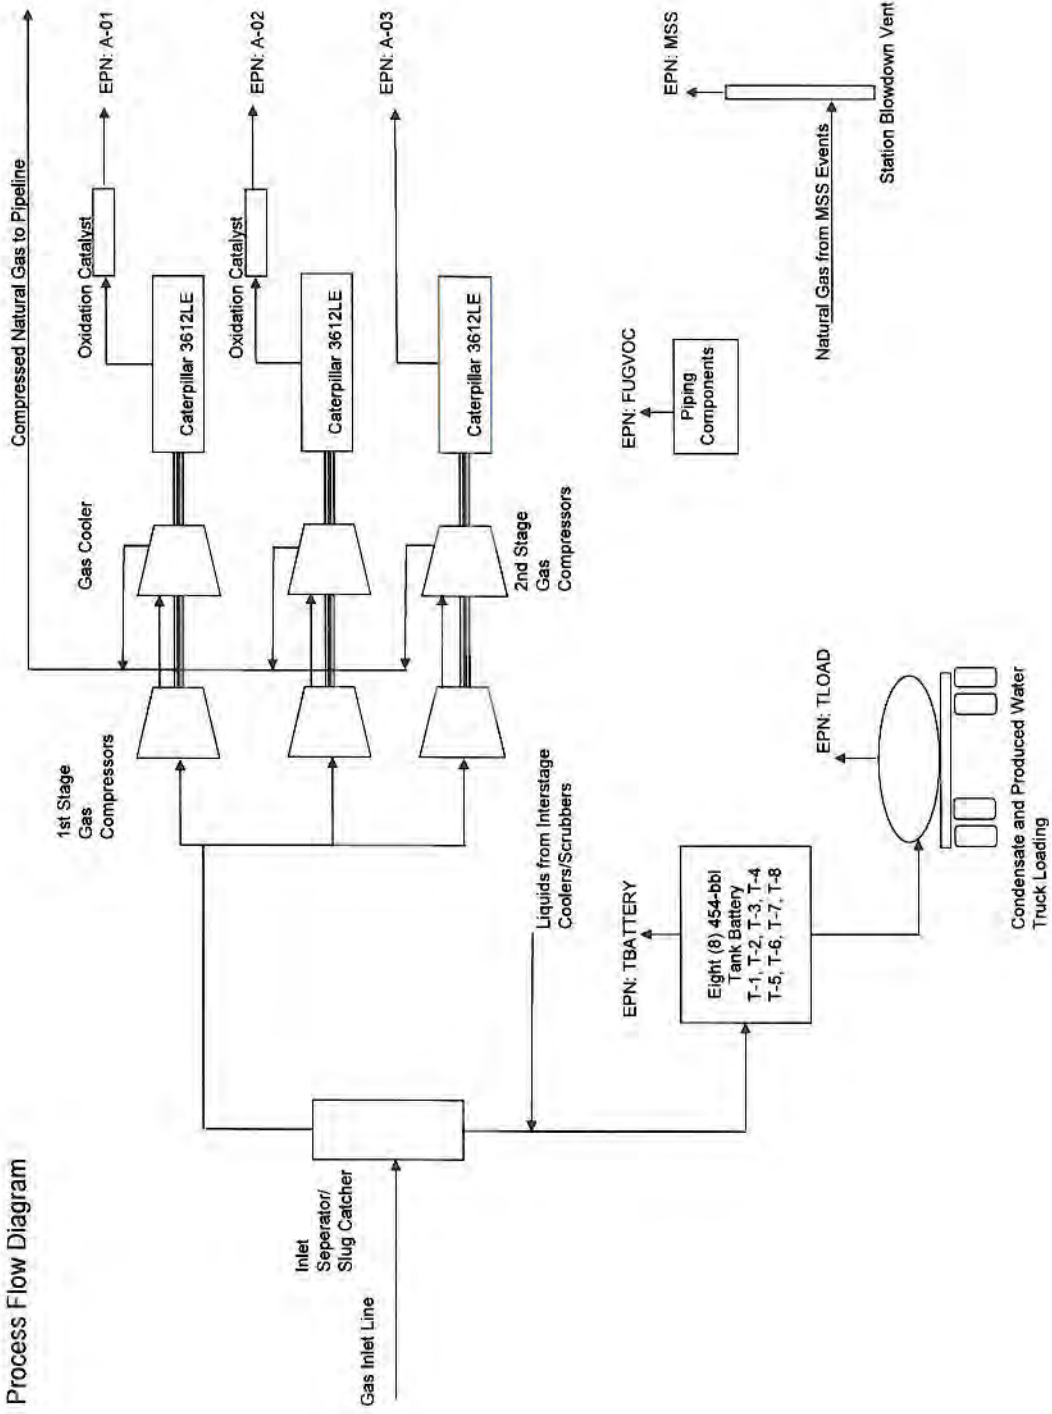 Process Flow Diagram
Compressed Natural Gas to Pipeline
Oxidation Catalyst
EPN: A-01
Caterpillar 3612LE
Gas Cooler
1st Stage
Gas
Compressors
Oxidation Catalyst
EPN: A-02
Caterpillar 3612LE
EPN: A-03
Caterpillar 3612LE
2nd Stage
Gas
Compressors
Inlet
Seperator/
Slug Catcher
Gas Inlet Line
Liquids from Interstage
Coolers/Scrubbers
EPN: TBATTERY
Eight (8) 454-bbl
Tank Battery
T-1, T-2, T-3, T-4
T-5, T-6, T-7, T-8
EPN: TLOAD
Condensate and Produced Water
Truck Loading
EPN: FUGVOC
Piping
Components
EPN: MSS
Natural Gas from MSS Events
Station Blowdown Vent